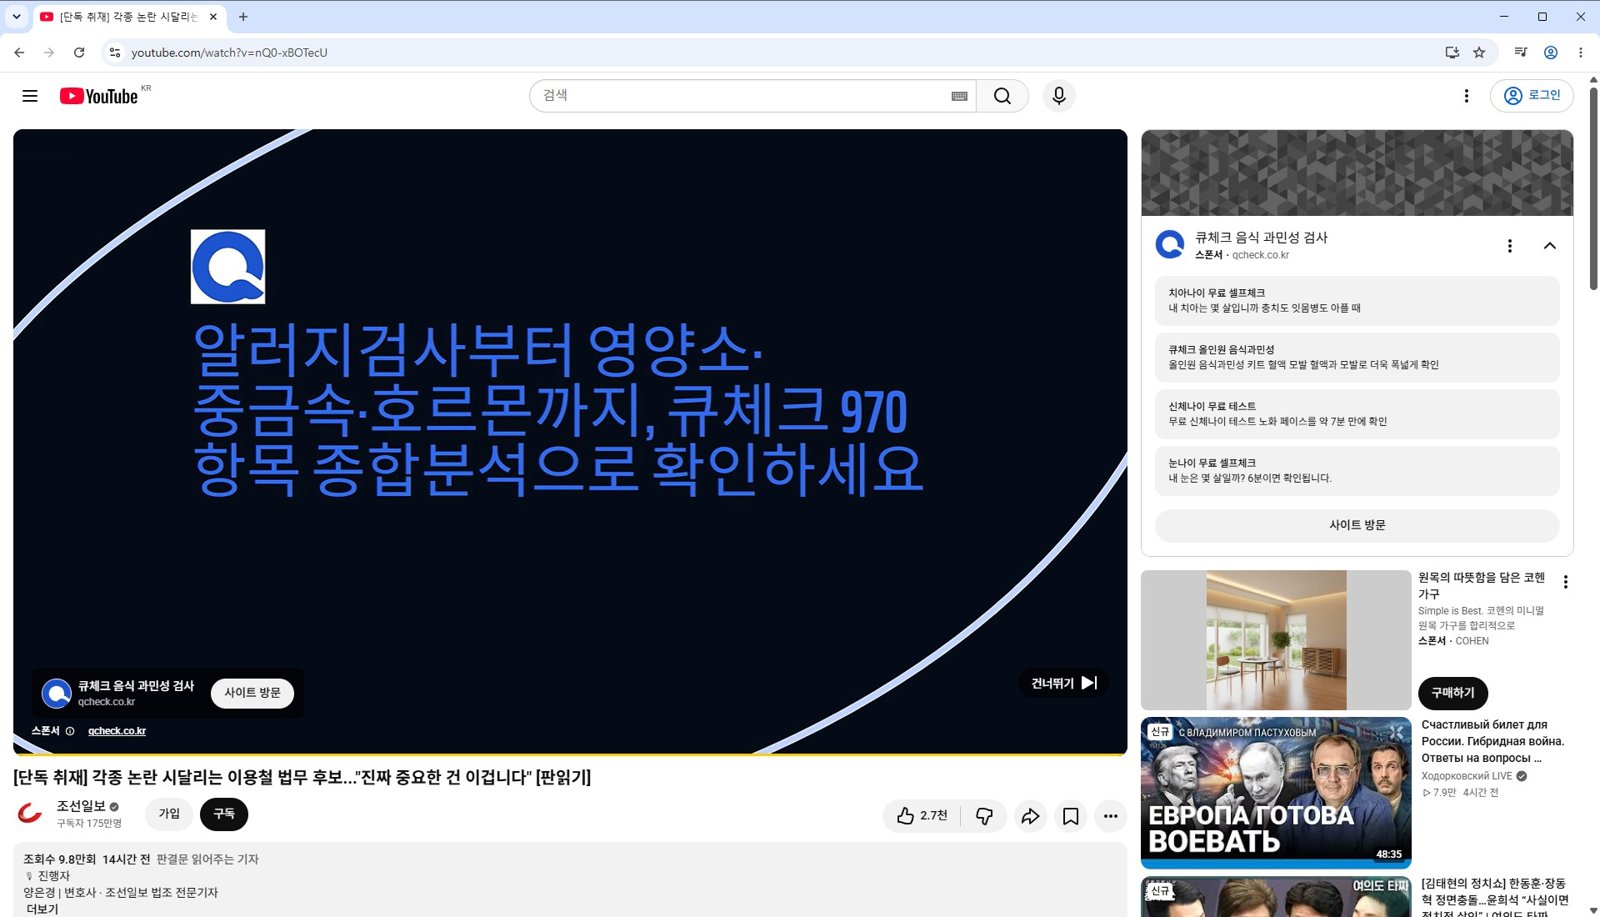 [단독 취재] 각종 논란 시달리는
youtube.com/watch?v=nQ0-xBOTecU
YouTube KR
검색
로그인
알러지검사부터 영양소·
중금속·호르몬까지, 큐체크 970
항목 종합분석으로 확인하세요
큐체크 음식 과민성 검사
qcheck.co.kr
사이트 방문
건너뛰기
스폰서
qcheck.co.kr
[단독 취재] 각종 논란 시달리는 이용철 법무 후보..."진짜 중요한 건 이겁니다" [판읽기]
조선일보
구독자 175만명
가입
구독
2.7천
조회수 9.8만회 14시간 전 판결문 읽어주는 기자
진행자
양은경 | 변호사 · 조선일보 법조 전문기자
더보기
큐체크 음식 과민성 검사
스폰서 · qcheck.co.kr
치아나이 무료 셀프체크
내 치아는 몇 살입니까 충치도 잇몸병도 아플 때
큐체크 올인원 음식과민성
올인원 음식과민성 키트 혈액 모발 혈액과 모발로 더욱 폭넓게 확인
신체나이 무료 테스트
무료 신체나이 테스트 노화 페이스를 약 7분 만에 확인
눈나이 무료 셀프체크
내 눈은 몇 살일까? 6분이면 확인됩니다.
사이트 방문
원목의 따뜻함을 담은 코헨
가구
Simple is Best. 코헨의 미니멀
원목 가구를 합리적으로
스폰서 · COHEN
구매하기
신규
С ВЛАДИМИРОМ ПАСТУХОВЫМ
ЕВРОПА ГОТОВА
ВОЕВАТЬ
48:35
Счастливый билет для
России. Гибридная война.
Ответы на вопросы ...
Ходорковский LIVE
7.9만 4시간 전
신규
여의도 타짜
[김태현의 정치쇼] 한동훈·장동
혁 정면충돌...윤희석 "사실이면